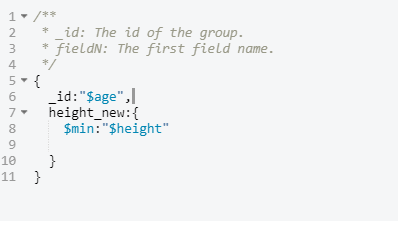 1 /**
2  * _id: The id of the group.
3  * fieldN: The first field name.
4  */
5 {
6   _id:"$age",
7   height_new:{
8     $min:"$height"
9
10   }
11 }